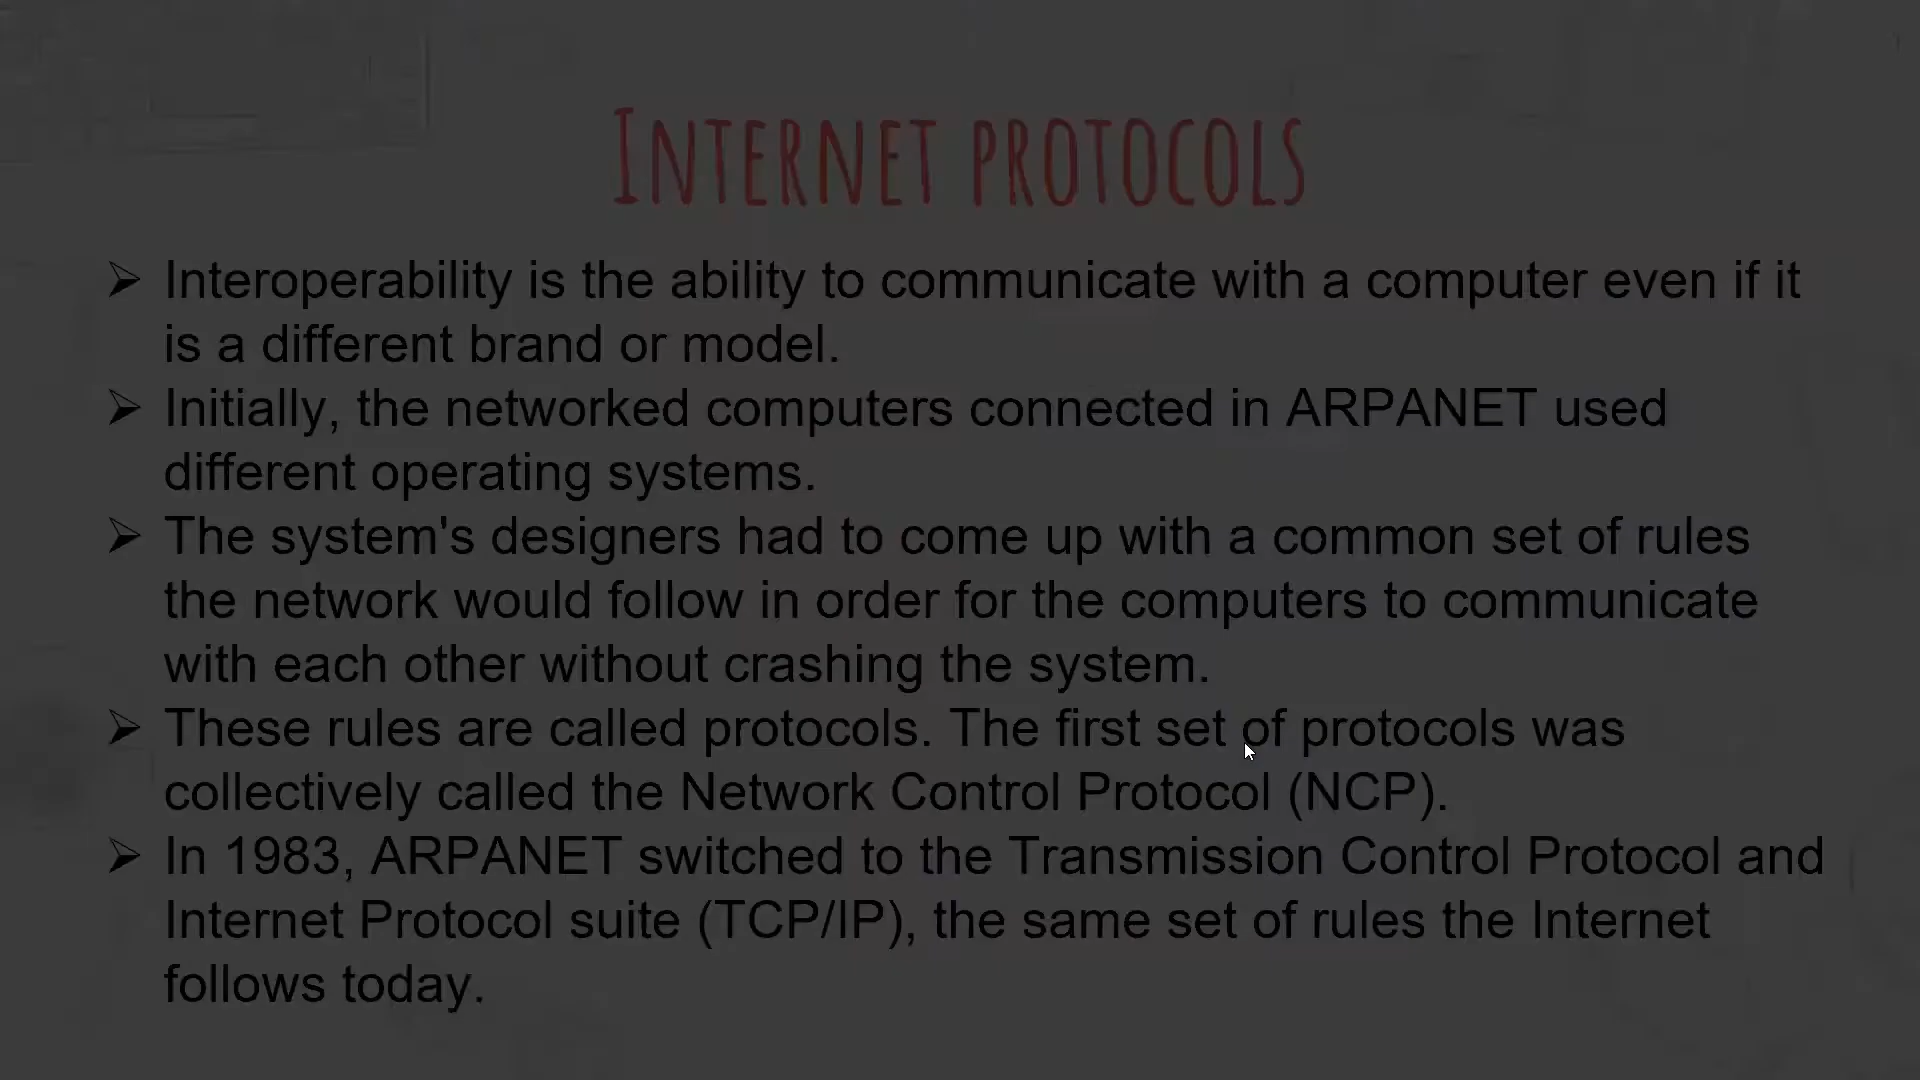 INTERNET PROTOCOLS
➢ Interoperability is the ability to communicate with a computer even if it
is a different brand or model.
➢ Initially, the networked computers connected in ARPANET used
different operating systems.
➢ The system's designers had to come up with a common set of rules
the network would follow in order for the computers to communicate
with each other without crashing the system.
➢ These rules are called protocols. The first set of protocols was
collectively called the Network Control Protocol (NCP).
➢ In 1983, ARPANET switched to the Transmission Control Protocol and
Internet Protocol suite (TCP/IP), the same set of rules the Internet
follows today.